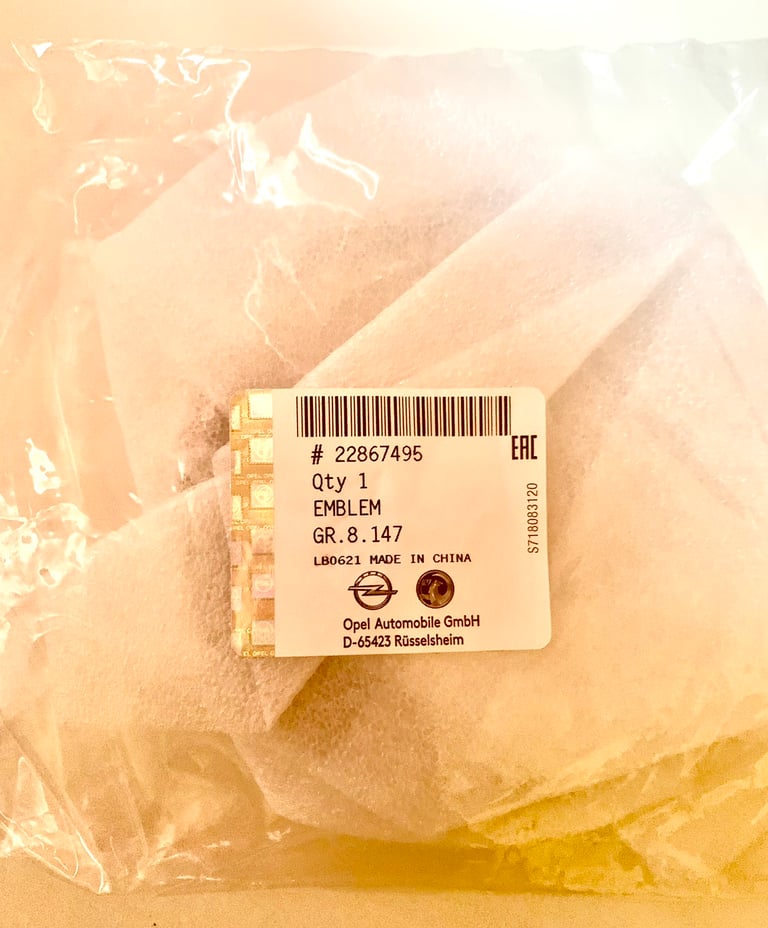 # 22867495
EAC
Qty 1
EMBLEM
GR.8.147
S718083120
LB0621 MADE IN CHINA
Opel Automobile GmbH
D-65423 Rüsselsheim